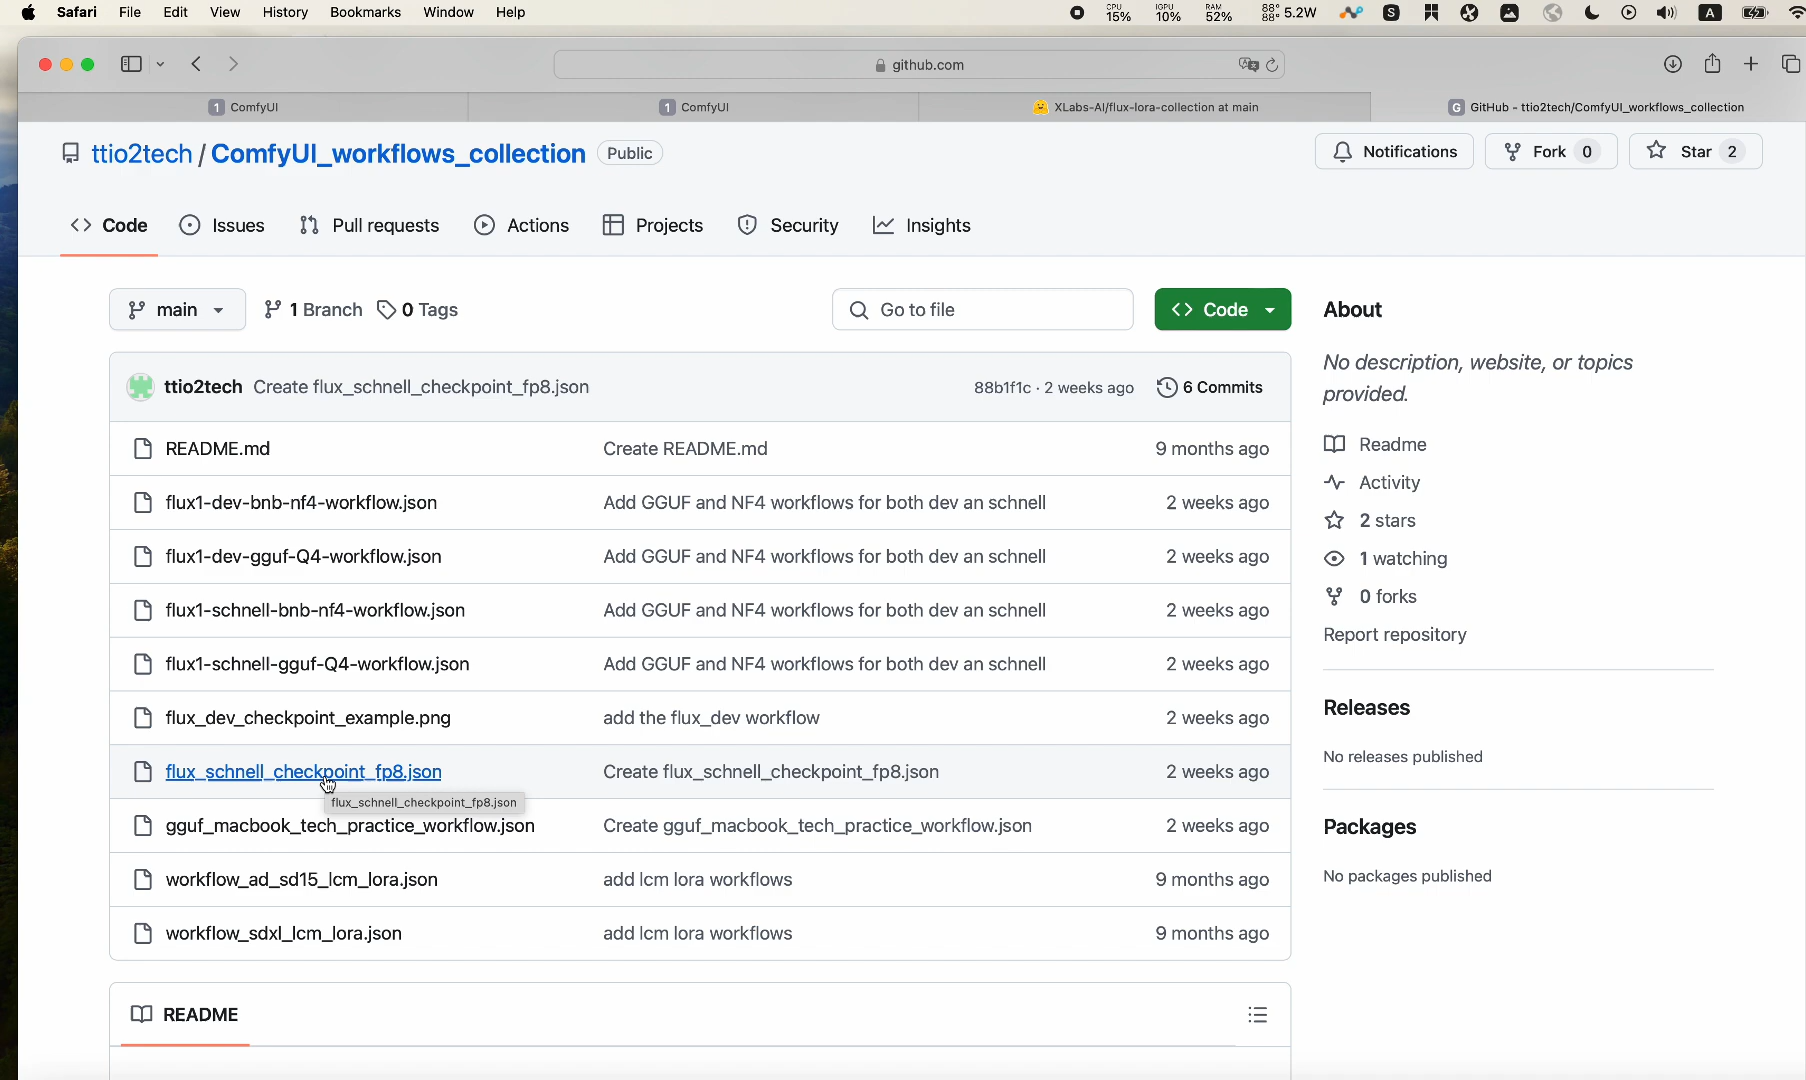 Safari File Edit View History Bookmarks Window Help CPU 15% IGPU 10% RAM 52% 88° 88° 5.2W S A
github.com
1 ComfyUI 1 ComfyUI XLabs-AI/flux-lora-collection at main G GitHub - ttio2tech/ComfyUI_workflows_collection
ttio2tech / ComfyUI_workflows_collection Public Notifications Fork 0 Star 2
Code Issues Pull requests Actions Projects Security Insights
main 1 Branch 0 Tags Go to file Code About
No description, website, or topics
provided.
ttio2tech Create flux_schnell_checkpoint_fp8.json 88b1f1c · 2 weeks ago 6 Commits
README.md Create README.md 9 months ago Readme
flux1-dev-bnb-nf4-workflow.json Add GGUF and NF4 workflows for both dev an schnell 2 weeks ago Activity
2 stars
flux1-dev-gguf-Q4-workflow.json Add GGUF and NF4 workflows for both dev an schnell 2 weeks ago 1 watching
flux1-schnell-bnb-nf4-workflow.json Add GGUF and NF4 workflows for both dev an schnell 2 weeks ago 0 forks
Report repository
flux1-schnell-gguf-Q4-workflow.json Add GGUF and NF4 workflows for both dev an schnell 2 weeks ago
flux_dev_checkpoint_example.png add the flux_dev workflow 2 weeks ago Releases
No releases published
flux_schnell_checkpoint_fp8.json Create flux_schnell_checkpoint_fp8.json 2 weeks ago
flux_schnell_checkpoint_fp8.json
gguf_macbook_tech_practice_workflow.json Create gguf_macbook_tech_practice_workflow.json 2 weeks ago Packages
workflow_ad_sd15_lcm_lora.json add lcm lora workflows 9 months ago No packages published
workflow_sdxl_lcm_lora.json add lcm lora workflows 9 months ago
README